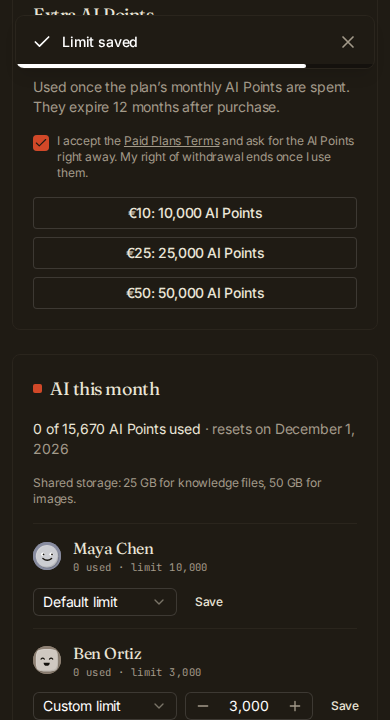 Extra AI Points
Limit saved
Used once the plan's monthly AI Points are spent.
They expire 12 months after purchase.
I accept the Paid Plans Terms and ask for the AI Points
right away. My right of withdrawal ends once I use
them.
€10: 10,000 AI Points
€25: 25,000 AI Points
€50: 50,000 AI Points
AI this month
0 of 15,670 AI Points used · resets on December 1,
2026
Shared storage: 25 GB for knowledge files, 50 GB for
images.
Maya Chen
0 used · limit 10,000
Default limit
Save
Ben Ortiz
0 used · limit 3,000
Custom limit
3,000
Save